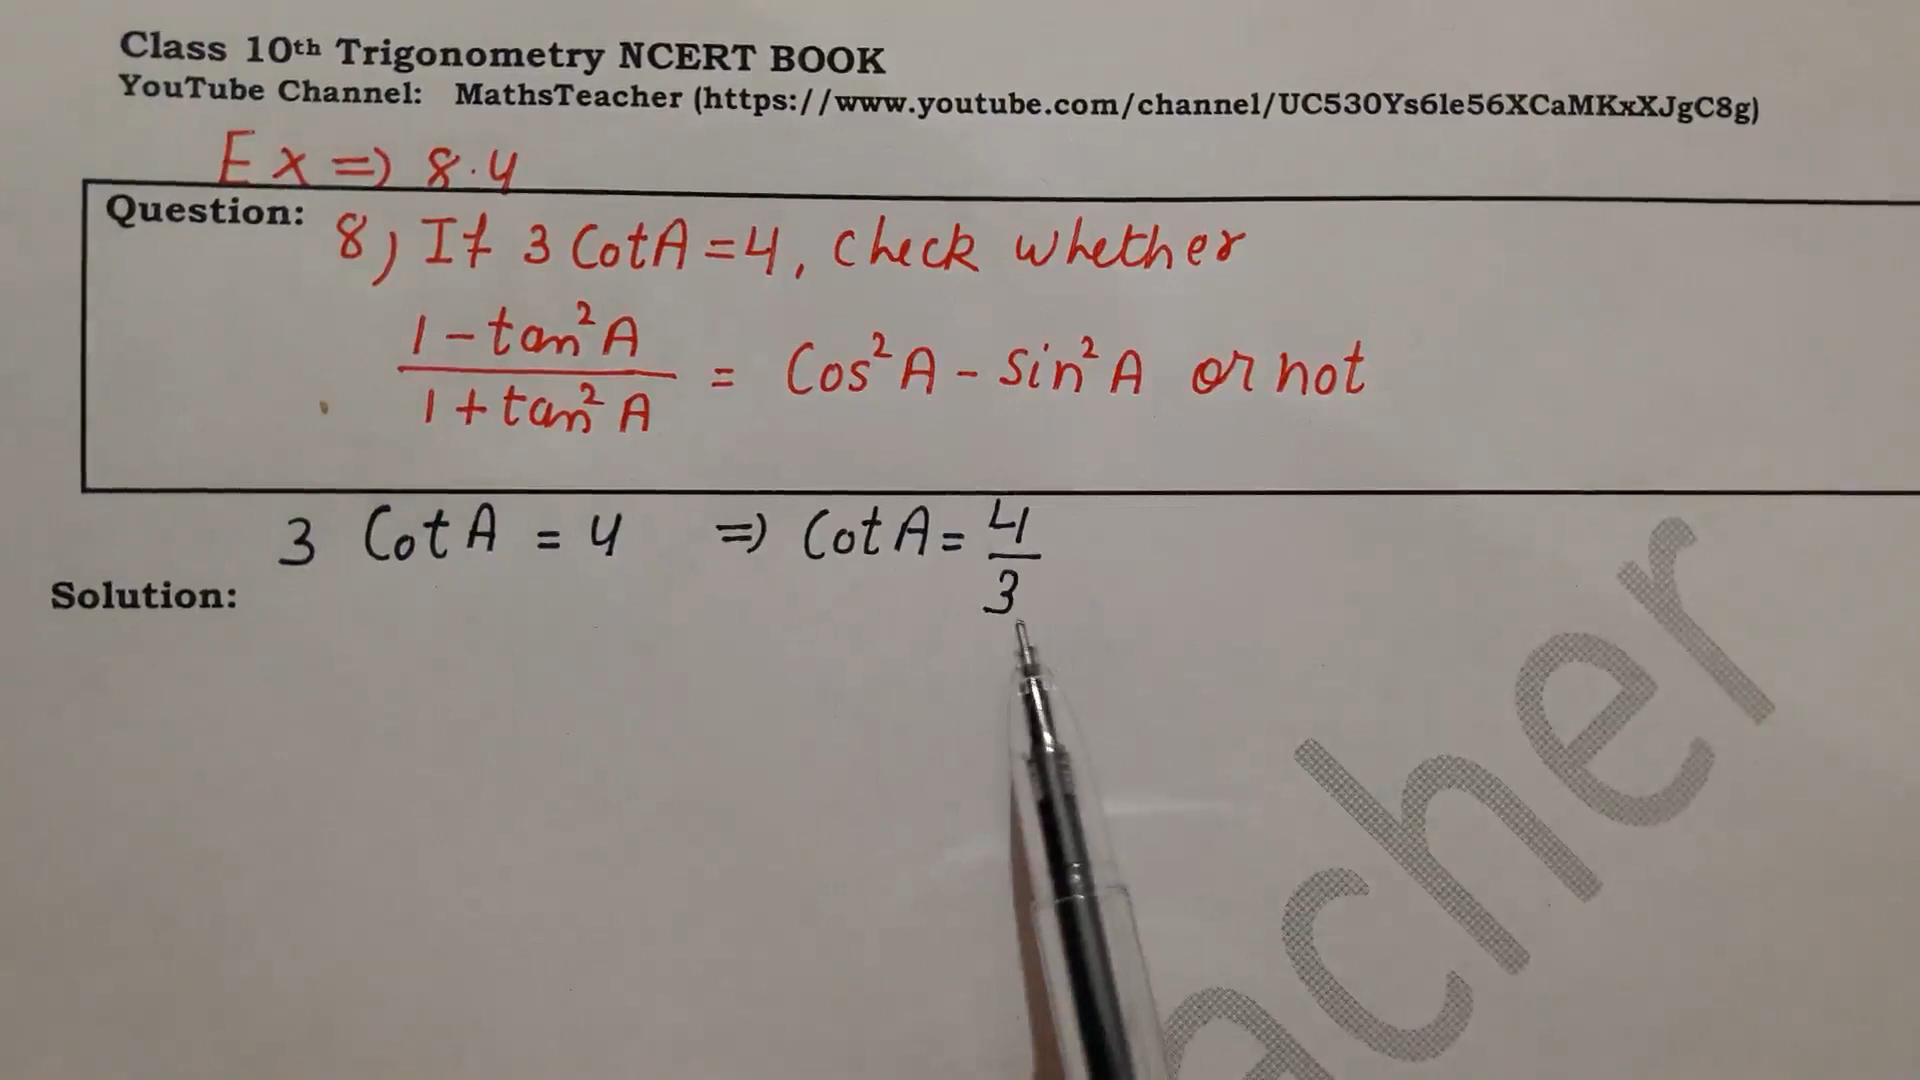 Class 10th Trigonometry NCERT BOOK
YouTube Channel: MathsTeacher (https://www.youtube.com/channel/UC530Ys6le56XCaMKxXJgC8g)
Ex => 8.4
Question: 8) If 3 CotA = 4, Check whether
1 - tan²A
1 + tan²A
= Cos²A - Sin²A or not
3 Cot A = 4 => Cot A = 4/3
Solution:
acher